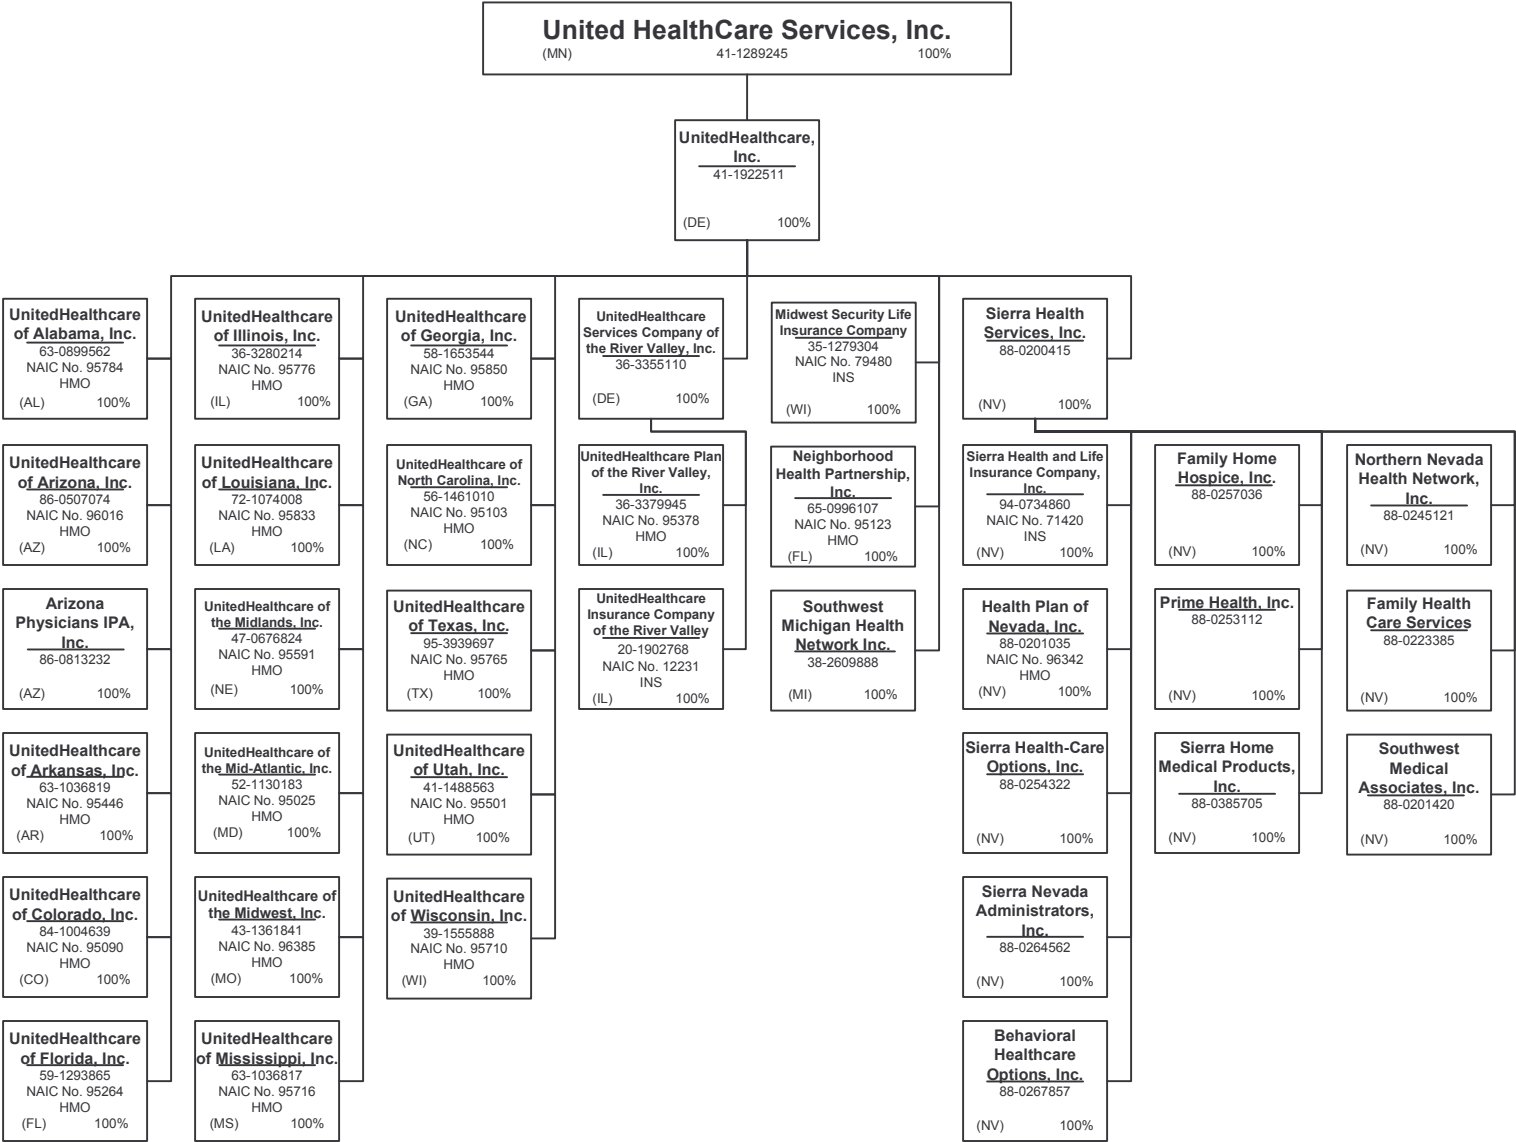 United HealthCare Services, Inc.
(MN) 41-1289245 100%
UnitedHealthcare,
Inc.
41-1922511
(DE) 100%
UnitedHealthcare
of Alabama, Inc.
63-0899562
NAIC No. 95784
HMO
(AL) 100%
UnitedHealthcare
of Illinois, Inc.
36-3280214
NAIC No. 95776
HMO
(IL) 100%
UnitedHealthcare
of Georgia, Inc.
58-1653544
NAIC No. 95850
HMO
(GA) 100%
UnitedHealthcare
Services Company of
the River Valley, Inc.
36-3355110
(DE) 100%
Midwest Security Life
Insurance Company
35-1279304
NAIC No. 79480
INS
(WI) 100%
Sierra Health
Services, Inc.
88-0200415
(NV) 100%
UnitedHealthcare
of Arizona, Inc.
86-0507074
NAIC No. 96016
HMO
(AZ) 100%
UnitedHealthcare
of Louisiana, Inc.
72-1074008
NAIC No. 95833
HMO
(LA) 100%
UnitedHealthcare of
North Carolina, Inc.
56-1461010
NAIC No. 95103
HMO
(NC) 100%
UnitedHealthcare Plan
of the River Valley,
Inc.
36-3379945
NAIC No. 95378
HMO
(IL) 100%
Neighborhood
Health Partnership,
Inc.
65-0996107
NAIC No. 95123
HMO
(FL) 100%
Sierra Health and Life
Insurance Company,
Inc.
94-0734860
NAIC No. 71420
INS
(NV) 100%
Family Home
Hospice, Inc.
88-0257036
(NV) 100%
Northern Nevada
Health Network,
Inc.
88-0245121
(NV) 100%
Arizona
Physicians IPA,
Inc.
86-0813232
(AZ) 100%
UnitedHealthcare of
the Midlands, Inc.
47-0676824
NAIC No. 95591
HMO
(NE) 100%
UnitedHealthcare
of Texas, Inc.
95-3939697
NAIC No. 95765
HMO
(TX) 100%
UnitedHealthcare
Insurance Company
of the River Valley
20-1902768
NAIC No. 12231
INS
(IL) 100%
Southwest
Michigan Health
Network Inc.
38-2609888
(MI) 100%
Health Plan of
Nevada, Inc.
88-0201035
NAIC No. 96342
HMO
(NV) 100%
Prime Health, Inc.
88-0253112
(NV) 100%
Family Health
Care Services
88-0223385
(NV) 100%
UnitedHealthcare
of Arkansas, Inc.
63-1036819
NAIC No. 95446
HMO
(AR) 100%
UnitedHealthcare of
the Mid-Atlantic, Inc.
52-1130183
NAIC No. 95025
HMO
(MD) 100%
UnitedHealthcare
of Utah, Inc.
41-1488563
NAIC No. 95501
HMO
(UT) 100%
Sierra Health-Care
Options, Inc.
88-0254322
(NV) 100%
Sierra Home
Medical Products,
Inc.
88-0385705
(NV) 100%
Southwest
Medical
Associates, Inc.
88-0201420
(NV) 100%
UnitedHealthcare
of Colorado, Inc.
84-1004639
NAIC No. 95090
HMO
(CO) 100%
UnitedHealthcare of
the Midwest, Inc.
43-1361841
NAIC No. 96385
HMO
(MO) 100%
UnitedHealthcare
of Wisconsin, Inc.
39-1555888
NAIC No. 95710
HMO
(WI) 100%
Sierra Nevada
Administrators,
Inc.
88-0264562
(NV) 100%
UnitedHealthcare
of Florida, Inc.
59-1293865
NAIC No. 95264
HMO
(FL) 100%
UnitedHealthcare
of Mississippi, Inc.
63-1036817
NAIC No. 95716
HMO
(MS) 100%
Behavioral
Healthcare
Options, Inc.
88-0267857
(NV) 100%